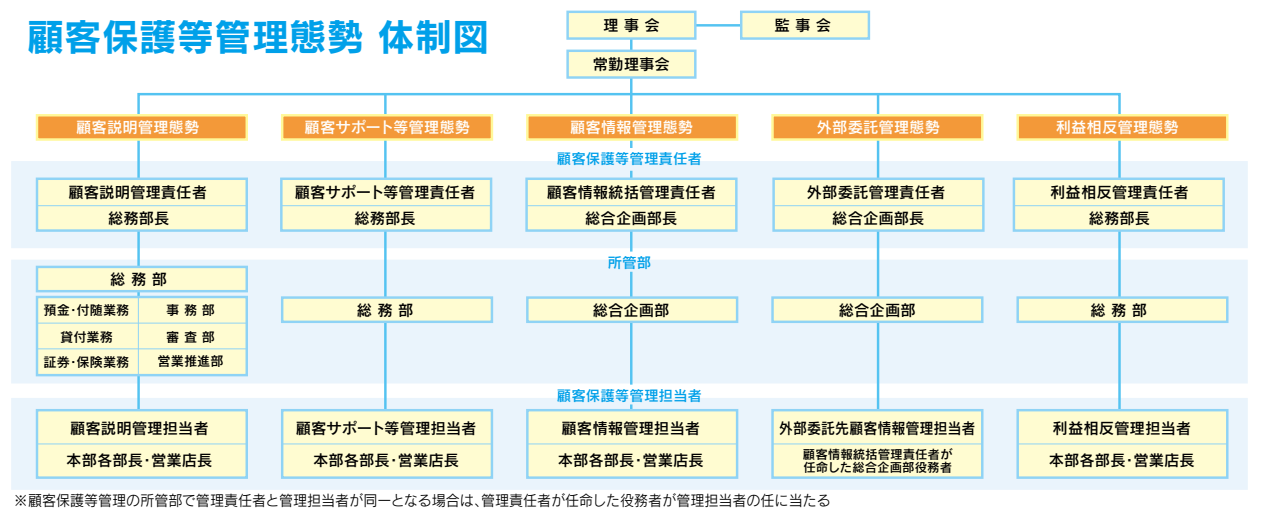 顧客保護等管理態勢 体制図
理事会
監事会
常勤理事会
顧客説明管理態勢
顧客サポート等管理態勢
顧客情報管理態勢
外部委託管理態勢
利益相反管理態勢
顧客保護等管理責任者
顧客説明管理責任者
総務部長
顧客サポート等管理責任者
総務部長
顧客情報統括管理責任者
総合企画部長
外部委託管理責任者
総合企画部長
利益相反管理責任者
総務部長
所管部
総務部
預金・付随業務 事務部
貸付業務 審査部
証券・保険業務 営業推進部
総務部
総合企画部
総合企画部
総務部
顧客保護等管理担当者
顧客説明管理担当者
本部各部長・営業店長
顧客サポート等管理担当者
本部各部長・営業店長
顧客情報管理担当者
本部各部長・営業店長
外部委託先顧客情報管理担当者
顧客情報統括管理責任者が
任命した総合企画部役務者
利益相反管理担当者
本部各部長・営業店長
※顧客保護等管理の所管部で管理責任者と管理担当者が同一となる場合は、管理責任者が任命した役務者が管理担当者の任に当たる